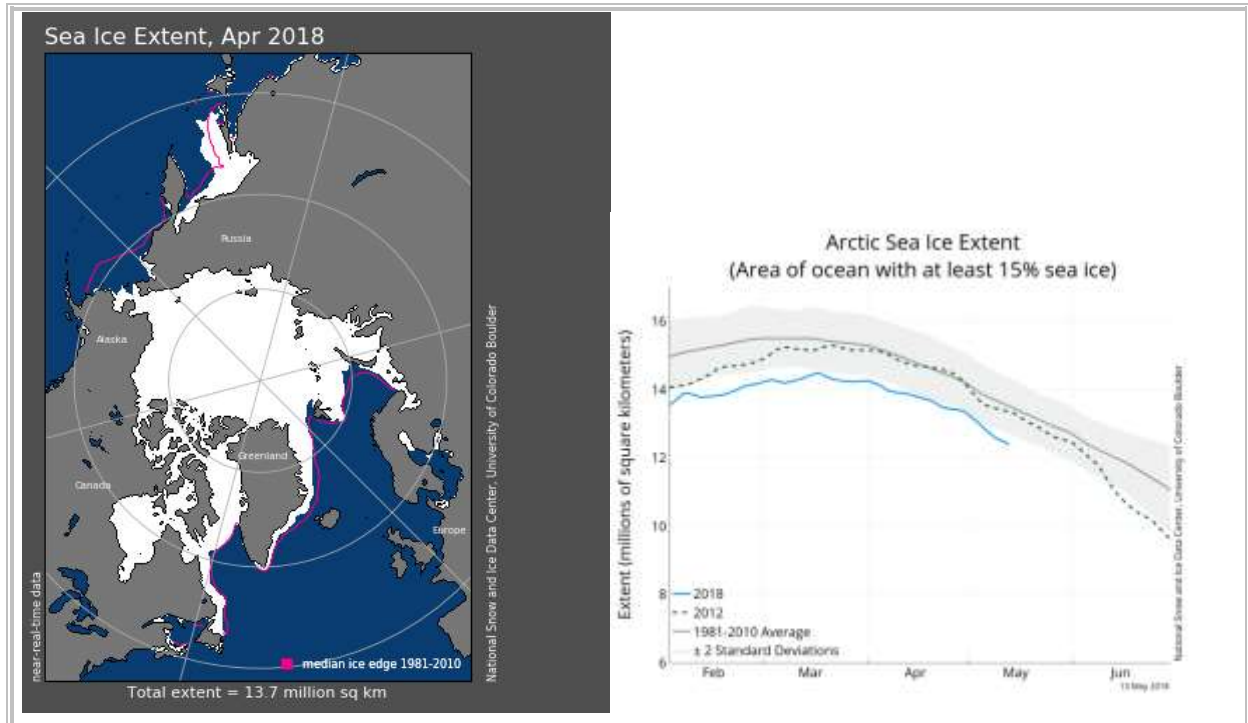 Sea Ice Extent, Apr 2018
Russia
Alaska
Greenland
Canada
Europe
near-real-time data
median ice edge 1981-2010
Total extent = 13.7 million sq km
National Snow and Ice Data Center, University of Colorado Boulder
Arctic Sea Ice Extent
(Area of ocean with at least 15% sea ice)
Extent (millions of square kilometers)
16
14
12
10
8
6
2018
2012
1981-2010 Average
± 2 Standard Deviations
Feb Mar Apr May Jun
13 May 2018
National Snow and Ice Data Center, University of Colorado Boulder